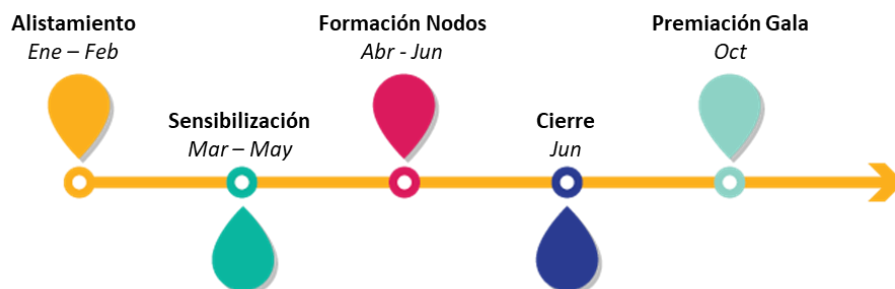 Alistamiento
Ene – Feb
Sensibilización
Mar – May
Formación Nodos
Abr - Jun
Cierre
Jun
Premiación Gala
Oct